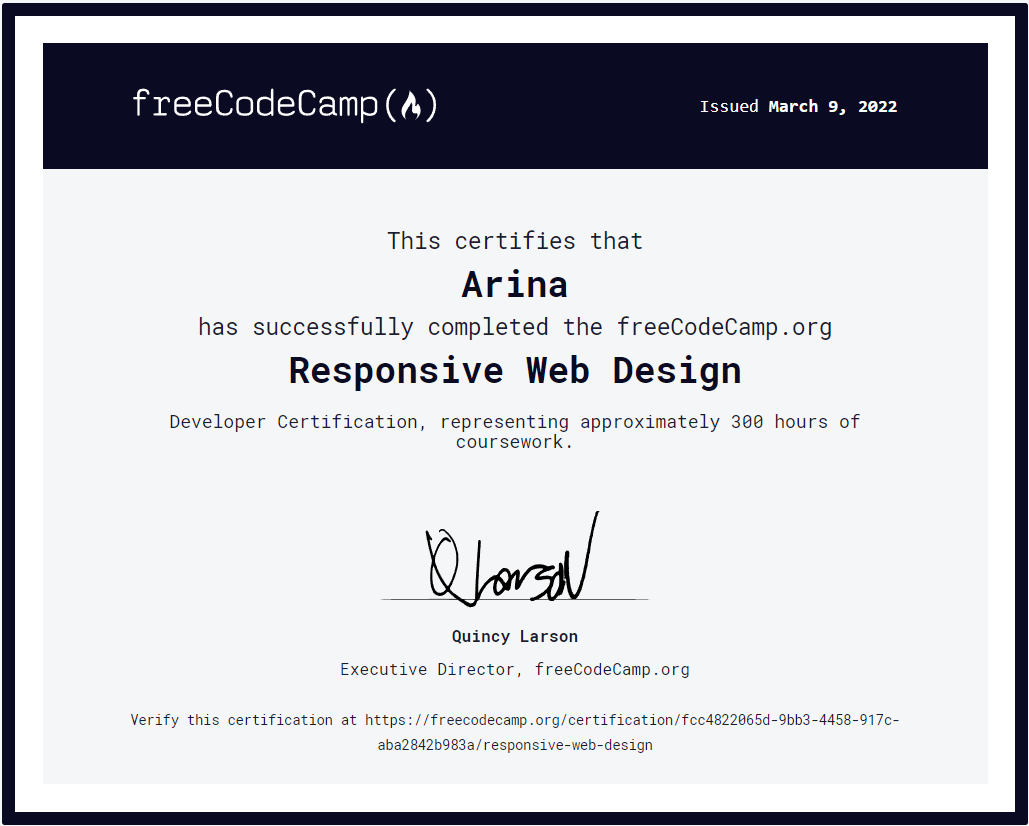 freeCodeCamp
Issued March 9, 2022
This certifies that
Arina
has successfully completed the freeCodeCamp.org
Responsive Web Design
Developer Certification, representing approximately 300 hours of
coursework.
Q Larson
Quincy Larson
Executive Director, freeCodeCamp.org
Verify this certification at https://freecodecamp.org/certification/fcc4822065d-9bb3-4458-917c-
aba2842b983a/responsive-web-design